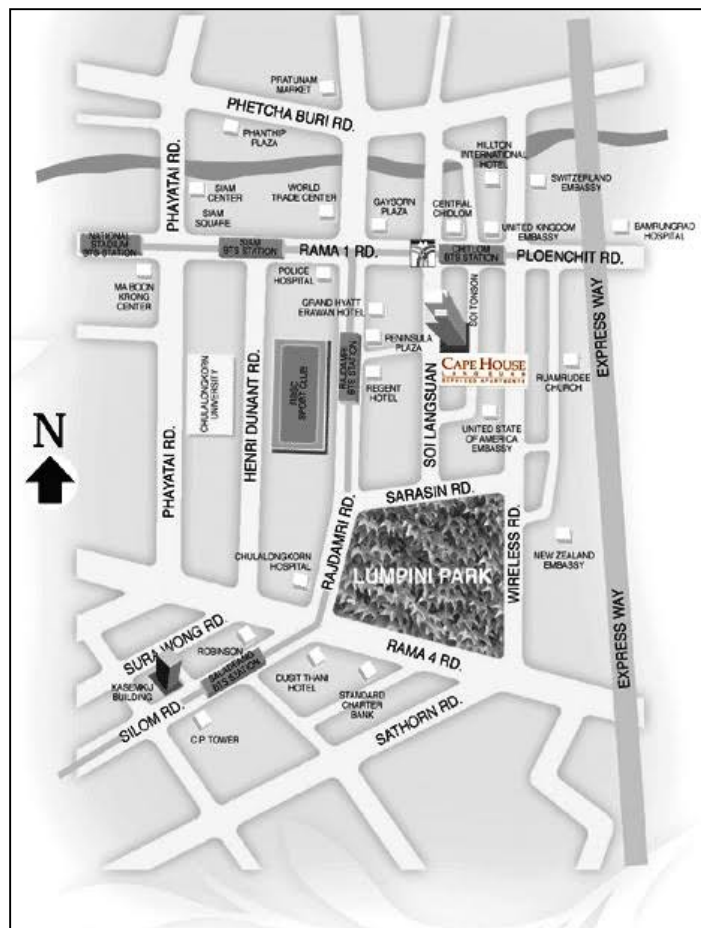 PRATUNAM
MARKET
PHETCHA BURI RD.
PHANTHIP
PLAZA
PHAYATAI RD.
HILLTON
INTERNATIONAL
HOTEL
SIAM
CENTER
WORLD
TRADE CENTER
SWITZERLAND
EMBASSY
SIAM
SQUARE
GAYSORN
PLAZA
CENTRAL
CHIDLOM
UNITED KINGDOM
EMBASSY
BAMRUNGRAD
HOSPITAL
NATIONAL
STADIUM
BTS STATION
SIAM
BTS STATION
RAMA 1 RD.
CHITLOM
BTS STATION
PLOENCHIT RD.
MA BOON
KRONG
CENTER
POLICE
HOSPITAL
GRAND HYATT
ERAWAN HOTEL
SOI TONSON
EXPRESS WAY
PENINSULA
PLAZA
RAJDAMRI
BTS STATION
CAPE HOUSE
LANGSUAN
SERVICED APARTMENTS
CHULALONGKORN
UNIVERSITY
HENRI DUNANT RD.
RBSC
SPORT CLUB
REGENT
HOTEL
SOI LANGSUAN
RUAMRUDEE
CHURCH
UNITED STATE
OF AMERICA
EMBASSY
N
PHAYATAI RD.
SARASIN RD.
WIRELESS RD.
RAJDAMRI RD.
NEW ZEALAND
EMBASSY
CHULALONGKORN
HOSPITAL
LUMPINI PARK
SURA WONG RD.
ROBINSON
RAMA 4 RD.
EXPRESS WAY
KASEMKIJ
BUILDING
SALADAENG
BTS STATION
DUSIT THANI
HOTEL
STANDARD
CHARTER
BANK
SILOM RD.
C.P. TOWER
SATHORN RD.